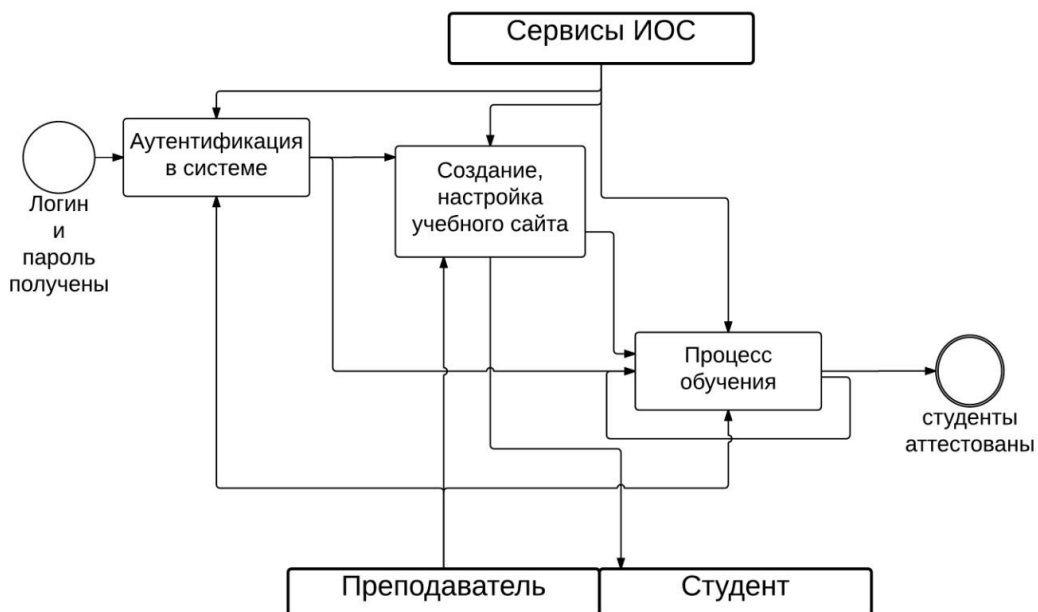 Сервисы ИОС
Аутентификация
в системе
Создание,
настройка
учебного сайта
Логин
и
пароль
получены
Процесс
обучения
студенты
аттестованы
Преподаватель
Студент